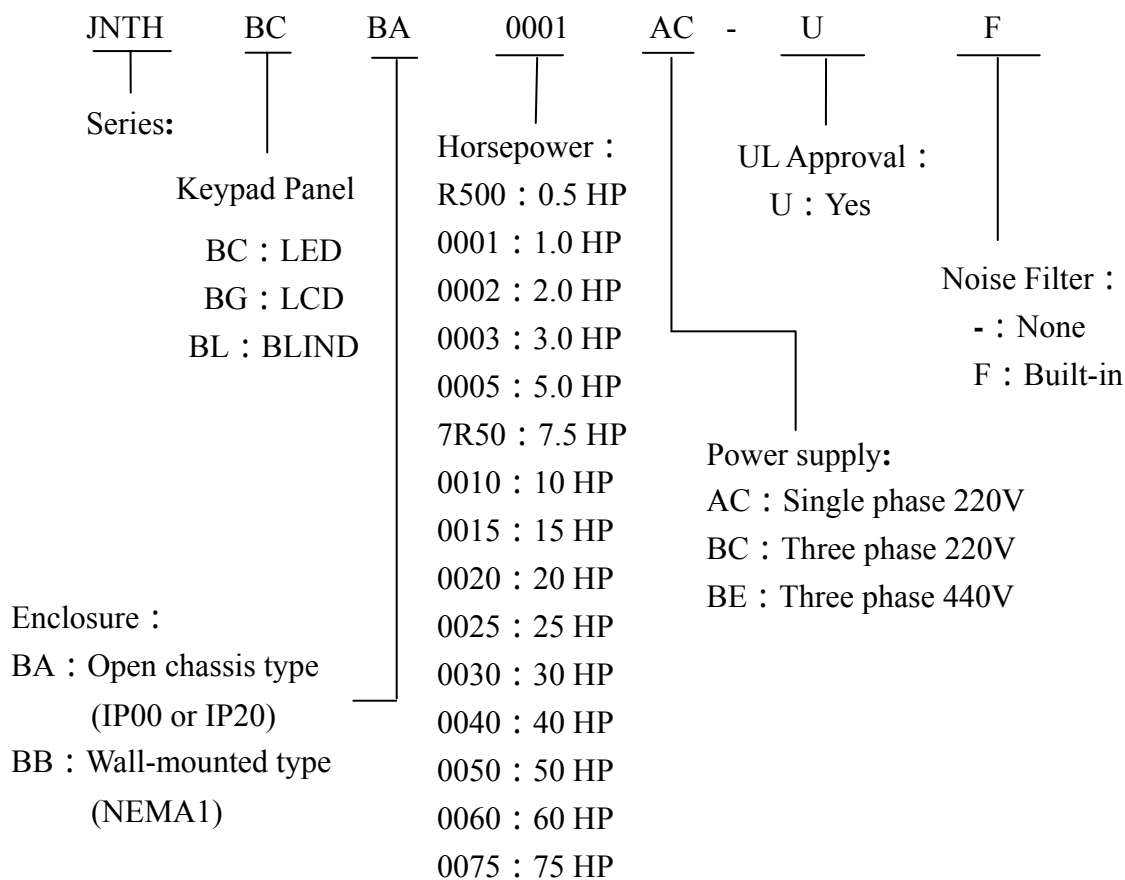 JNTH BC BA 0001 AC - U F
Series:
Keypad Panel
BC：LED
BG：LCD
BL：BLIND
Enclosure：
BA：Open chassis type
(IP00 or IP20)
BB：Wall-mounted type
(NEMA1)
Horsepower：
R500：0.5 HP
0001：1.0 HP
0002：2.0 HP
0003：3.0 HP
0005：5.0 HP
7R50：7.5 HP
0010：10 HP
0015：15 HP
0020：20 HP
0025：25 HP
0030：30 HP
0040：40 HP
0050：50 HP
0060：60 HP
0075：75 HP
Power supply:
AC：Single phase 220V
BC：Three phase 220V
BE：Three phase 440V
UL Approval：
U：Yes
Noise Filter：
-：None
F：Built-in